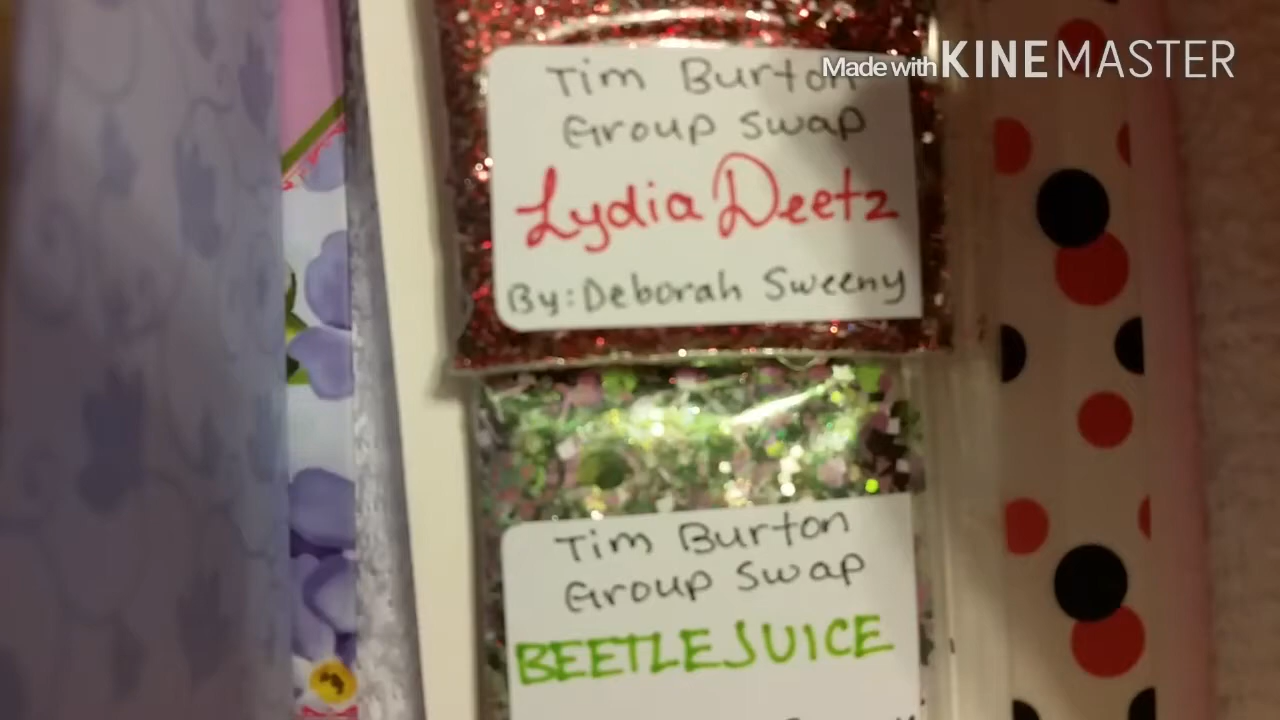 Made with KINEMASTER
Tim Burton
Group Swap
Lydia Deetz
By: Deborah Sweeny
Tim Burton
Group Swap
BEETLEJUICE